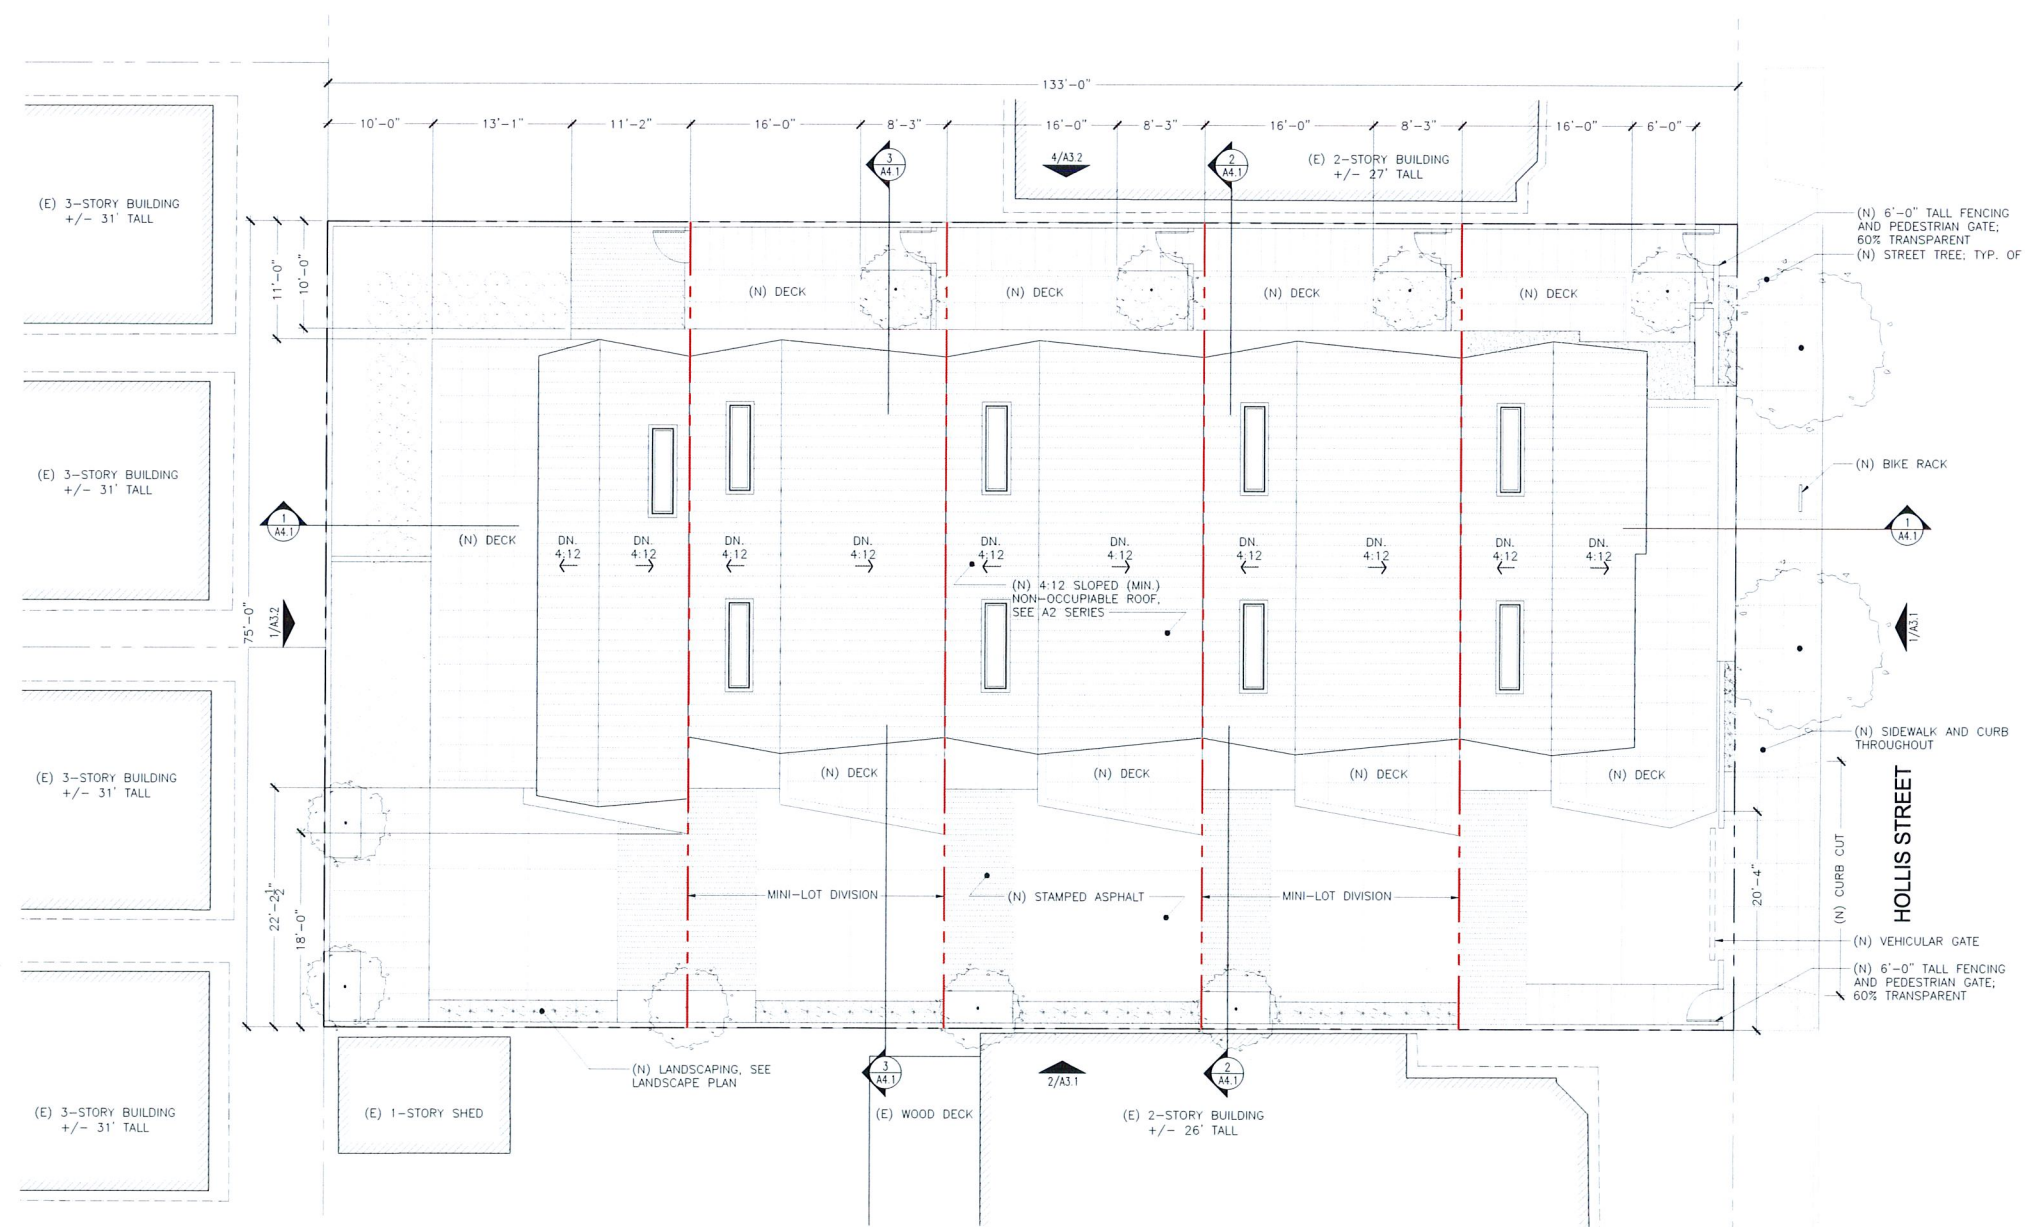 133'-0"
10'-0"
13'-1"
11'-2"
16'-0"
8'-3"
16'-0"
8'-3"
16'-0"
8'-3"
16'-0"
6'-0"
3
A4.1
4/A3.2
2
A4.1
(E) 2-STORY BUILDING
+/- 27' TALL
(E) 3-STORY BUILDING
+/- 31' TALL
(N) 6'-0" TALL FENCING
AND PEDESTRIAN GATE;
60% TRANSPARENT
(N) STREET TREE; TYP. OF
11'-0"
10'-0"
(N) DECK
(N) DECK
(N) DECK
(N) DECK
(E) 3-STORY BUILDING
+/- 31' TALL
(N) BIKE RACK
1
A4.1
(N) DECK
DN.
4:12
DN.
4:12
DN.
4:12
DN.
4:12
DN.
4:12
DN.
4:12
DN.
4:12
DN.
4:12
DN.
4:12
DN.
4:12
1
A4.1
(N) 4:12 SLOPED (MIN.)
NON-OCCUPIABLE ROOF,
SEE A2 SERIES
75'-0"
1/A3.2
1/A3.1
(N) SIDEWALK AND CURB
THROUGHOUT
(E) 3-STORY BUILDING
+/- 31' TALL
(N) DECK
(N) DECK
(N) DECK
(N) DECK
HOLLIS STREET
(N) CURB CUT
20'-4"
22'-2½"
18'-0"
MINI-LOT DIVISION
(N) STAMPED ASPHALT
MINI-LOT DIVISION
(N) VEHICULAR GATE
(N) 6'-0" TALL FENCING
AND PEDESTRIAN GATE;
60% TRANSPARENT
(N) LANDSCAPING, SEE
LANDSCAPE PLAN
3
A4.1
2/A3.1
2
A4.1
(E) 3-STORY BUILDING
+/- 31' TALL
(E) 1-STORY SHED
(E) WOOD DECK
(E) 2-STORY BUILDING
+/- 26' TALL